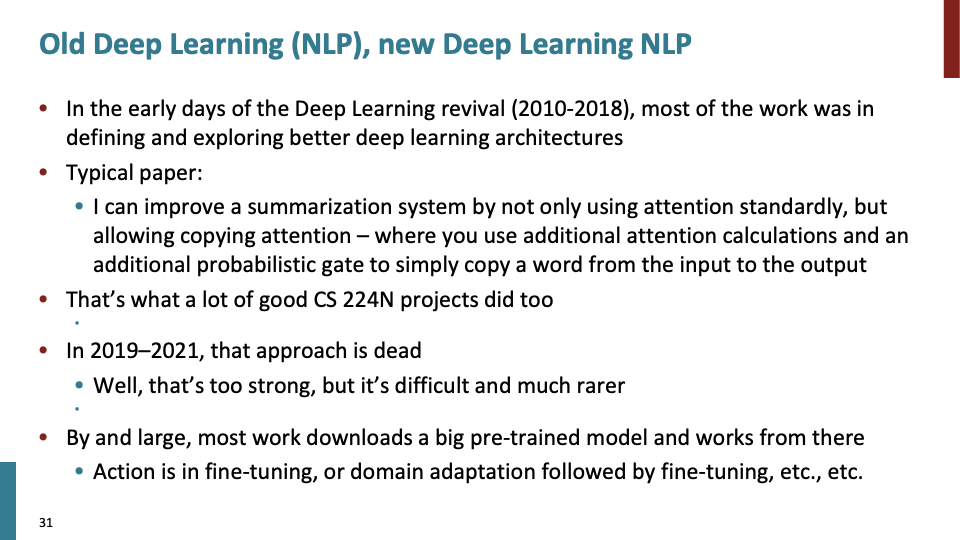 Old Deep Learning (NLP), new Deep Learning NLP
• In the early days of the Deep Learning revival (2010-2018), most of the work was in
defining and exploring better deep learning architectures
• Typical paper:
• I can improve a summarization system by not only using attention standardly, but
allowing copying attention – where you use additional attention calculations and an
additional probabilistic gate to simply copy a word from the input to the output
• That’s what a lot of good CS 224N projects did too
•
• In 2019–2021, that approach is dead
• Well, that’s too strong, but it’s difficult and much rarer
•
• By and large, most work downloads a big pre-trained model and works from there
• Action is in fine-tuning, or domain adaptation followed by fine-tuning, etc., etc.
31